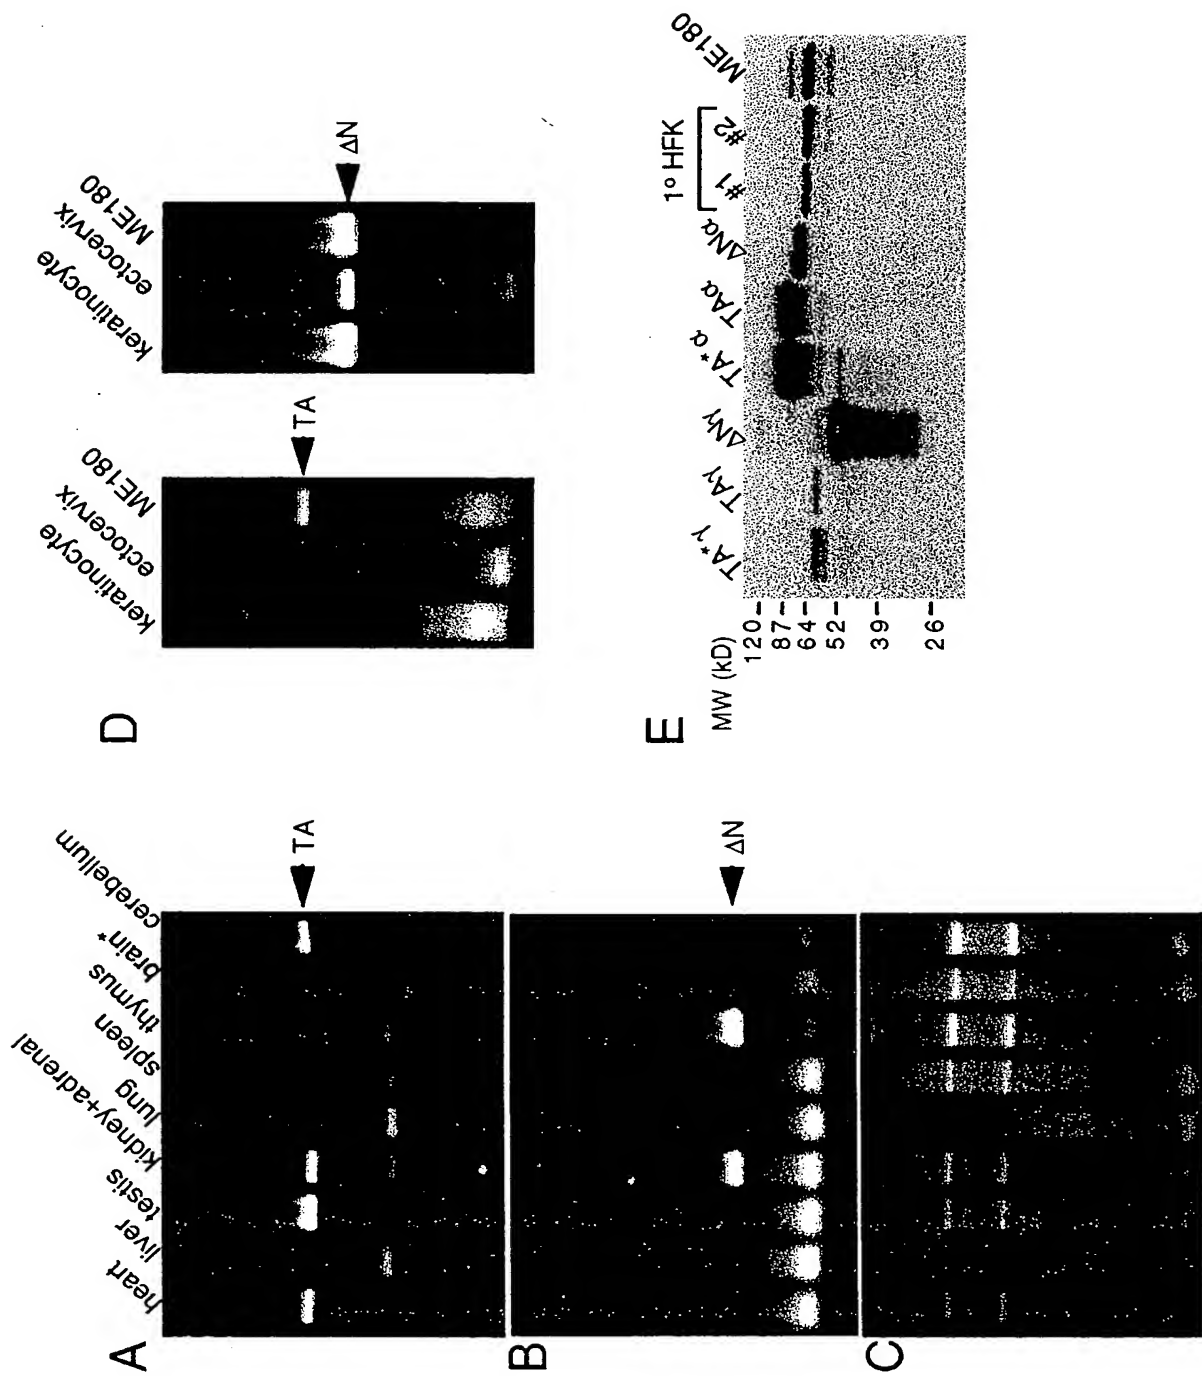 A
heart
liver
testis
kidney+adrenal
lung
spleen
thymus
brain*
cerebellum
TA
B
ΔN
C
D
keratinocyte
ectocervix
ME180
TA
keratinocyte
ectocervix
ME180
ΔN
E
MW (kD)
120
87
64
52
39
26
TA*γ
TAγ
ΔNγ
TA*α
TAα
ΔNα
1º HFK
#1
#2
ME180